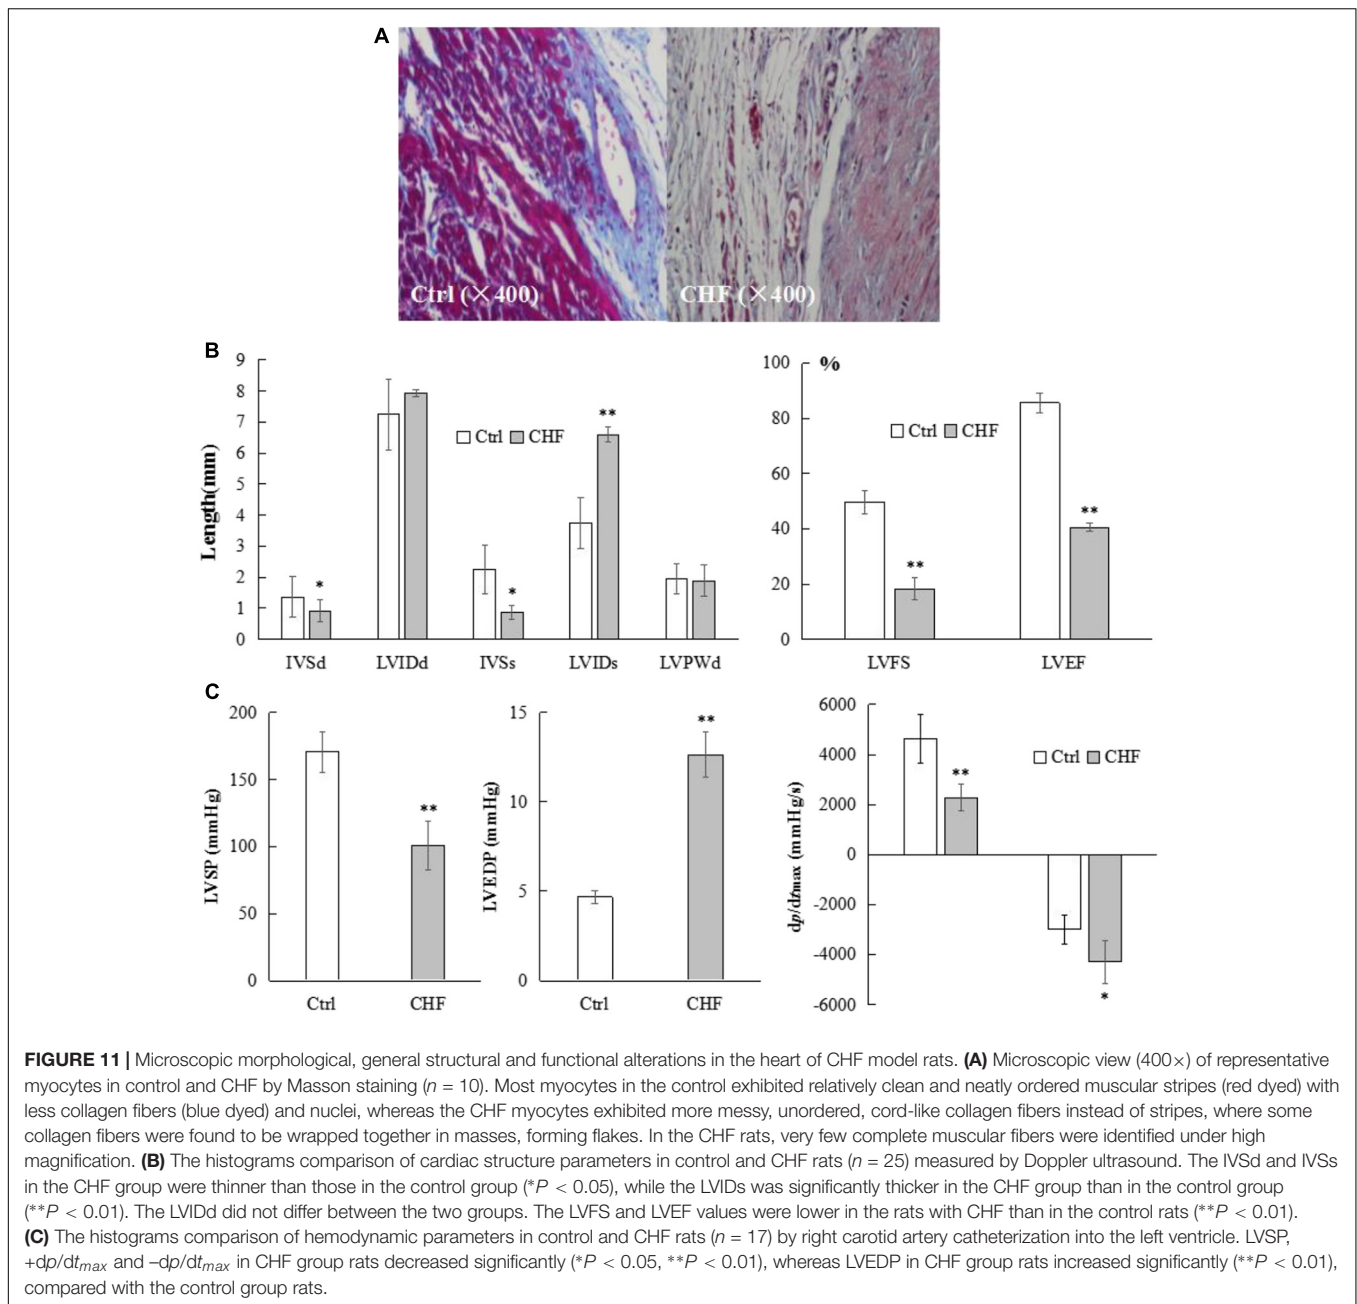 A
Ctrl (×400)
CHF (×400)
B
9
8
7
6
5
4
3
2
1
0
Length(mm)
Ctrl
CHF
*
*
**
IVSd
LVIDd
IVSs
LVIDs
LVPWd
%
100
80
60
40
20
0
Ctrl
CHF
**
**
LVFS
LVEF
C
200
150
100
50
0
LVSP (mmHg)
**
Ctrl
CHF
15
10
5
0
LVEDP (mmHg)
**
Ctrl
CHF
6000
4000
2000
0
-2000
-4000
-6000
dp/dtmax (mmHg/s)
Ctrl
CHF
**
*
FIGURE 11 | Microscopic morphological, general structural and functional alterations in the heart of CHF model rats. (A) Microscopic view (400×) of representative
myocytes in control and CHF by Masson staining (n = 10). Most myocytes in the control exhibited relatively clean and neatly ordered muscular stripes (red dyed) with
less collagen fibers (blue dyed) and nuclei, whereas the CHF myocytes exhibited more messy, unordered, cord-like collagen fibers instead of stripes, where some
collagen fibers were found to be wrapped together in masses, forming flakes. In the CHF rats, very few complete muscular fibers were identified under high
magnification. (B) The histograms comparison of cardiac structure parameters in control and CHF rats (n = 25) measured by Doppler ultrasound. The IVSd and IVSs
in the CHF group were thinner than those in the control group (*P < 0.05), while the LVIDs was significantly thicker in the CHF group than in the control group
(**P < 0.01). The LVIDd did not differ between the two groups. The LVFS and LVEF values were lower in the rats with CHF than in the control rats (**P < 0.01).
(C) The histograms comparison of hemodynamic parameters in control and CHF rats (n = 17) by right carotid artery catheterization into the left ventricle. LVSP,
+dp/dtmax and –dp/dtmax in CHF group rats decreased significantly (*P < 0.05, **P < 0.01), whereas LVEDP in CHF group rats increased significantly (**P < 0.01),
compared with the control group rats.